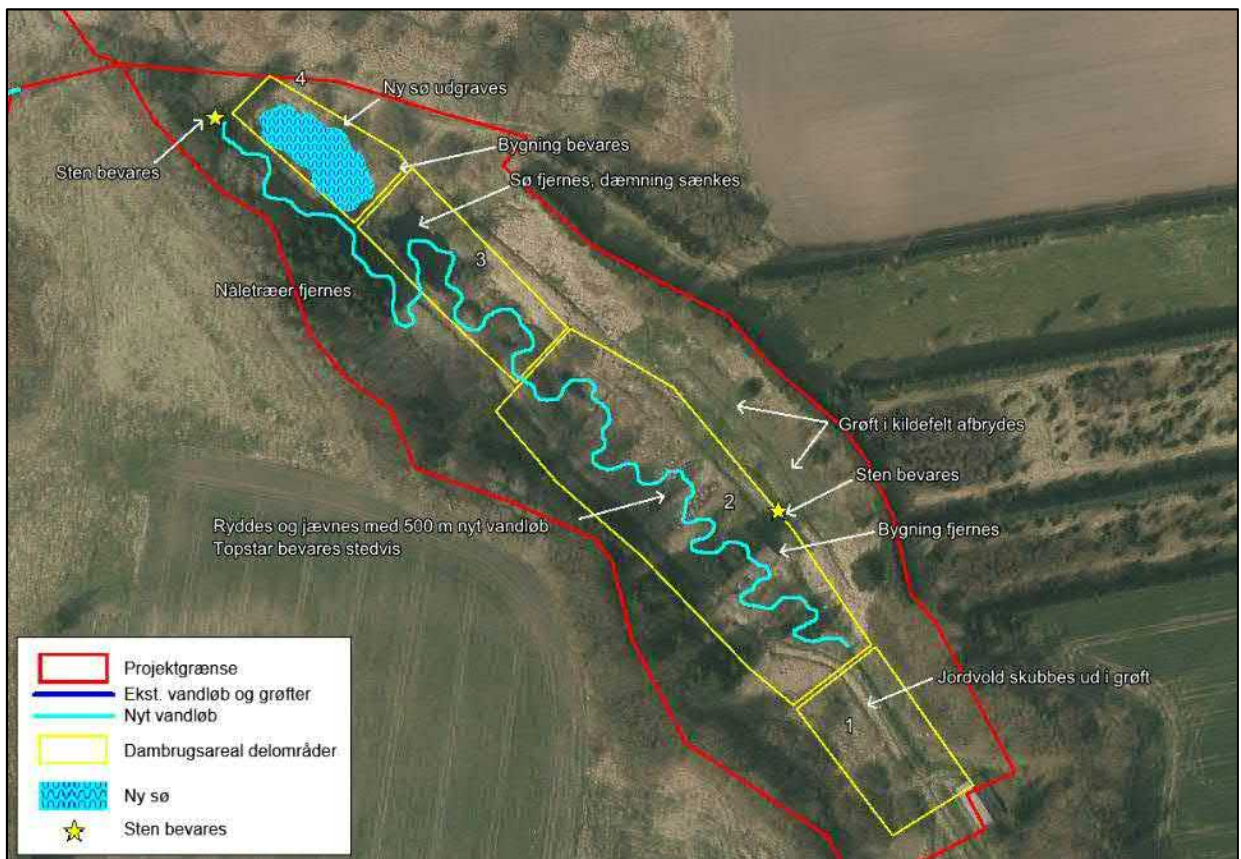 4
Ny sø udgraves
Bygning bevares
Sten bevares
Sø fjernes, dæmning sænkes
3
Nåletræer fjernes
Grøft i kildefelt afbrydes
Sten bevares
2
Ryddes og jævnes med 500 m nyt vandløb
Topstar bevares stedvis
Bygning fjernes
Jordvold skubbes ud i grøft
1
Projektgrænse
Ekst. vandløb og grøfter
Nyt vandløb
Dambrugsareal delområder
Ny sø
Sten bevares